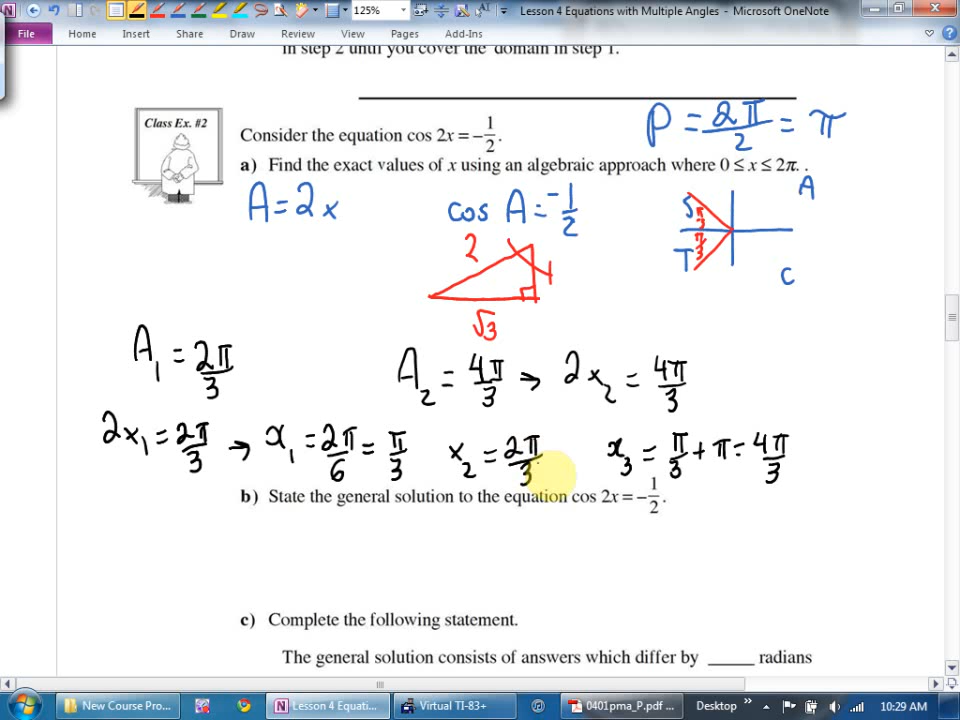 125%
Lesson 4 Equations with Multiple Angles - Microsoft OneNote
File Home Insert Share Draw Review View Pages Add-Ins
in step 2 until you cover the domain in step 1.
Class Ex. #2
Consider the equation cos 2x = -1/2.
P = 2π/2 = π
a) Find the exact values of x using an algebraic approach where 0 ≤ x ≤ 2π. .
A = 2x
cos A = -1/2
S π/3 A
T π/3 C
2 1
√3
A₁ = 2π/3
A₂ = 4π/3 → 2x₂ = 4π/3
2x₁ = 2π/3 → x₁ = 2π/6 = π/3
x₂ = 2π/3
x₃ = π/3 + π = 4π/3
b) State the general solution to the equation cos 2x = -1/2.
c) Complete the following statement.
The general solution consists of answers which differ by _____ radians
New Course Pro... Lesson 4 Equati... Virtual TI-83+ 0401pma_P.pdf ... Desktop » 10:29 AM